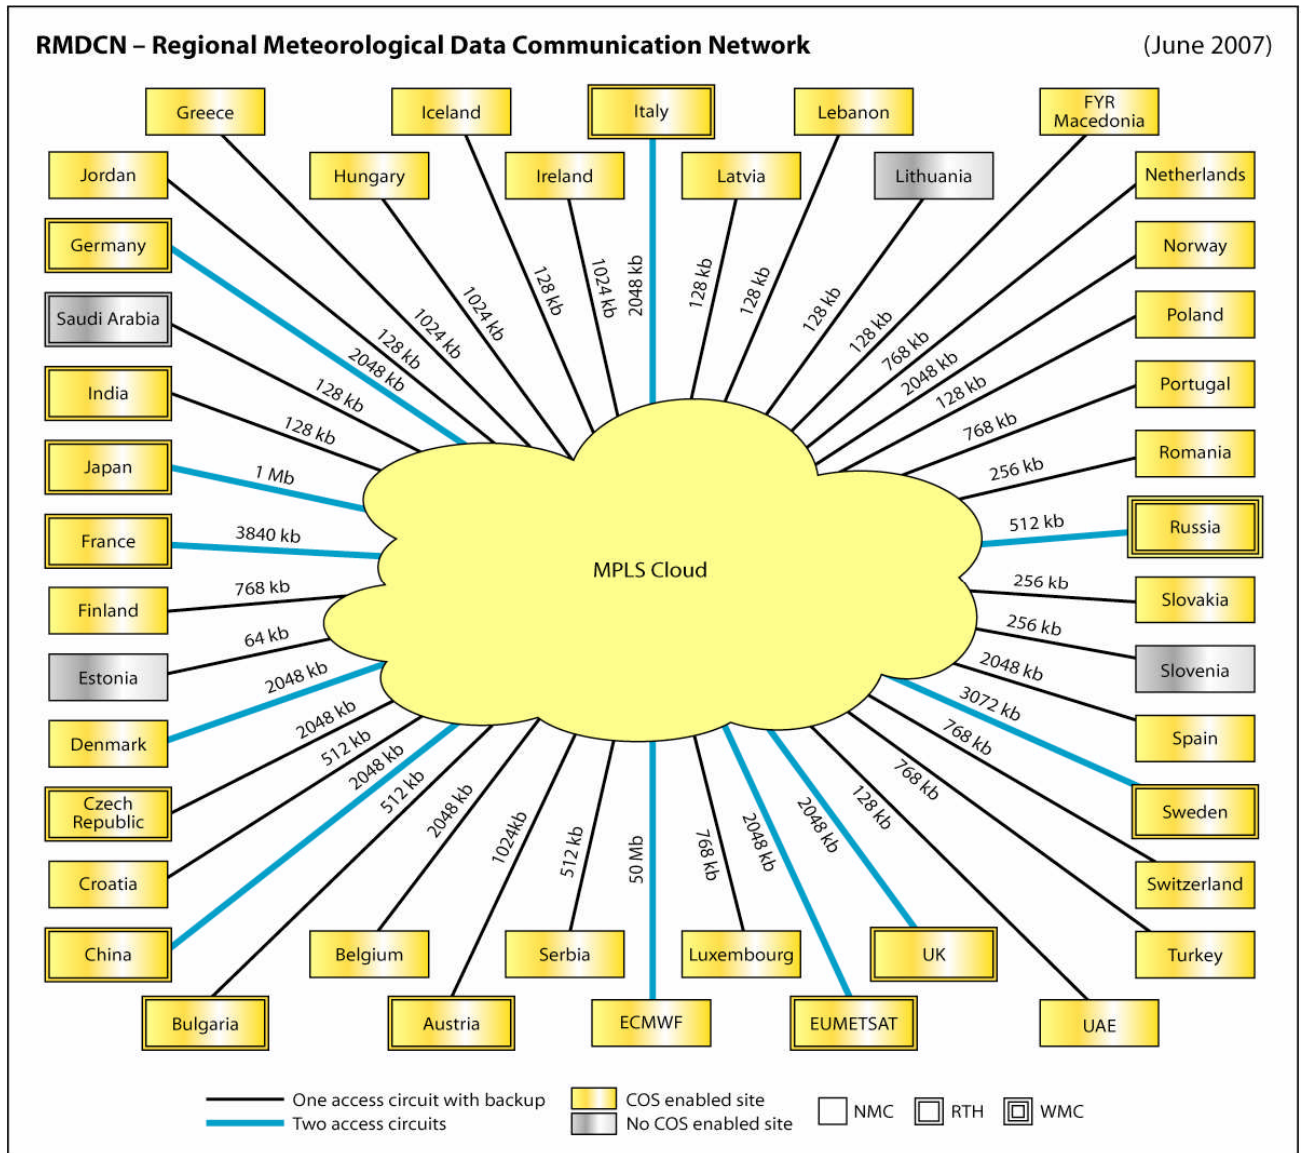 RMDCN – Regional Meteorological Data Communication Network
(June 2007)
Greece
Iceland
Italy
Lebanon
FYR
Macedonia
Jordan
Hungary
Ireland
Latvia
Lithuania
Netherlands
Germany
Norway
Saudi Arabia
Poland
India
Portugal
Japan
Romania
France
Russia
Finland
Slovakia
Estonia
Slovenia
Denmark
Spain
Czech
Republic
Sweden
Croatia
Switzerland
China
Belgium
Serbia
Luxembourg
UK
Turkey
Bulgaria
Austria
ECMWF
EUMETSAT
UAE
128 kb
2048 kb
1024 kb
1024 kb
128 kb
1024 kb
2048 kb
128 kb
128 kb
128 kb
128 kb
768 kb
2048 kb
128 kb
768 kb
256 kb
512 kb
256 kb
256 kb
2048 kb
3072 kb
768 kb
768 kb
128 kb
2048 kb
2048 kb
768 kb
50 Mb
512 kb
1024kb
2048 kb
512 kb
2048 kb
512 kb
2048 kb
2048 kb
64 kb
768 kb
3840 kb
1 Mb
128 kb
128 kb
MPLS Cloud
One access circuit with backup
Two access circuits
COS enabled site
No COS enabled site
NMC
RTH
WMC